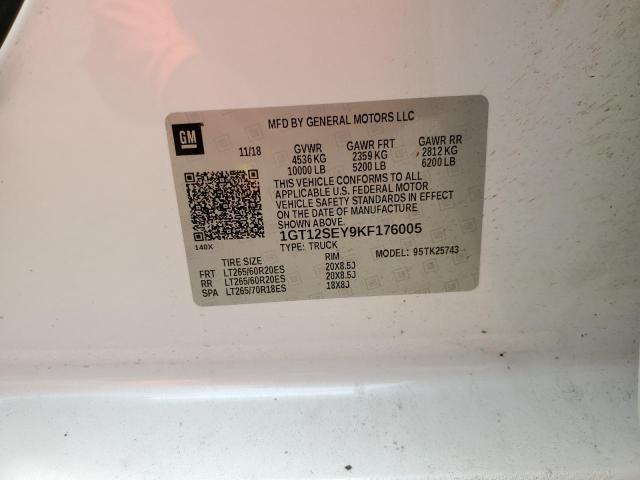 GM
MFD BY GENERAL MOTORS LLC
11/18 GVWR GAWR FRT GAWR RR
4536 KG 2359 KG 2812 KG
10000 LB 5200 LB 6200 LB
THIS VEHICLE CONFORMS TO ALL
APPLICABLE U.S. FEDERAL MOTOR
VEHICLE SAFETY STANDARDS IN EFFECT
ON THE DATE OF MANUFACTURE
SHOWN ABOVE.
1GT12SEY9KF176005
140X
TYPE: TRUCK MODEL: 95TK25743
TIRE SIZE RIM
FRT LT265/60R20ES 20X8.5J
RR LT265/60R20ES 20X8.5J
SPA LT265/70R18ES 18X8J